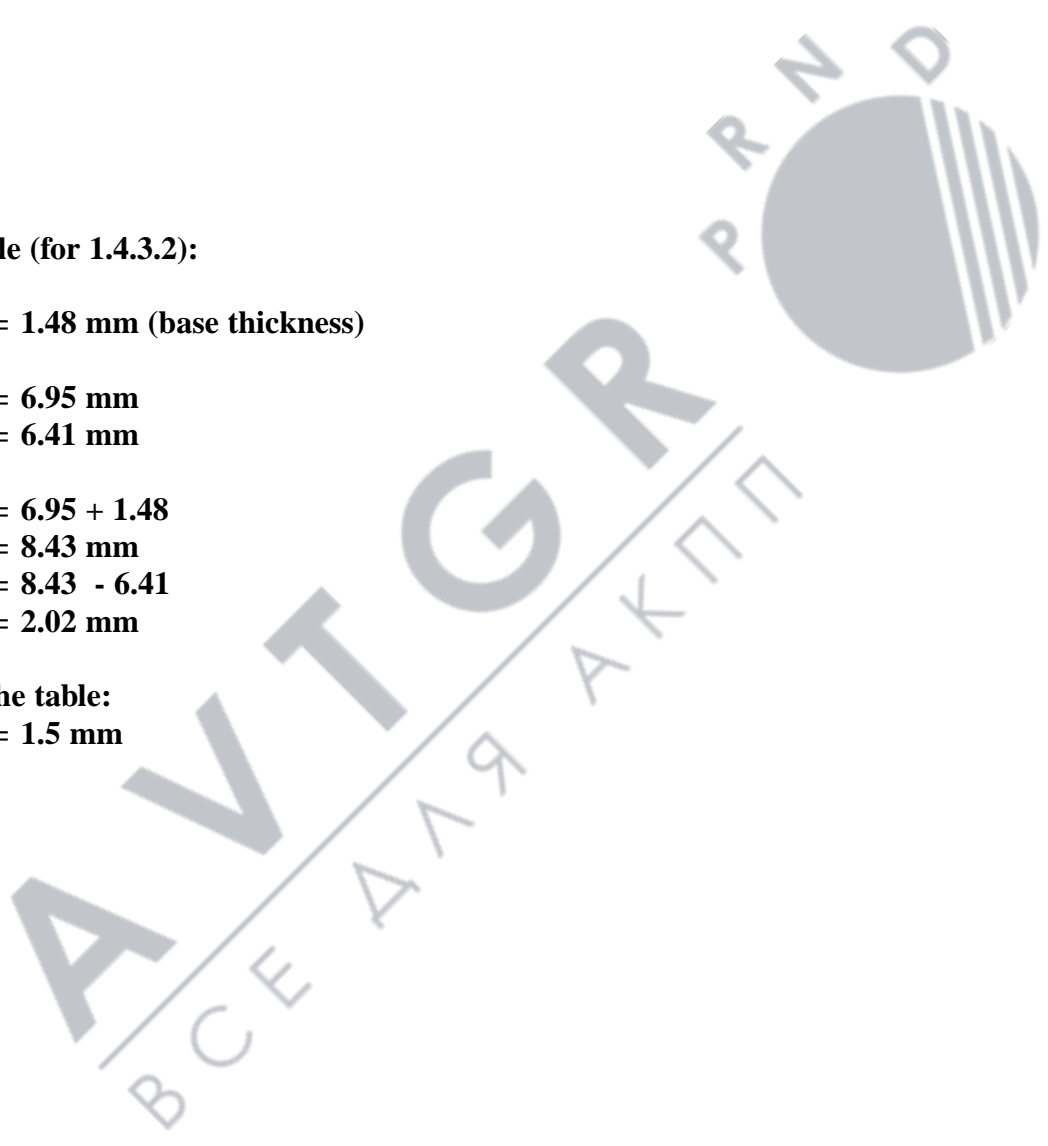 le (for 1.4.3.2):
= 1.48 mm (base thickness)
= 6.95 mm
= 6.41 mm
= 6.95 + 1.48
= 8.43 mm
= 8.43 - 6.41
= 2.02 mm
he table:
= 1.5 mm
P R N D
AVTGR
ВСЕ ДЛЯ АКПП